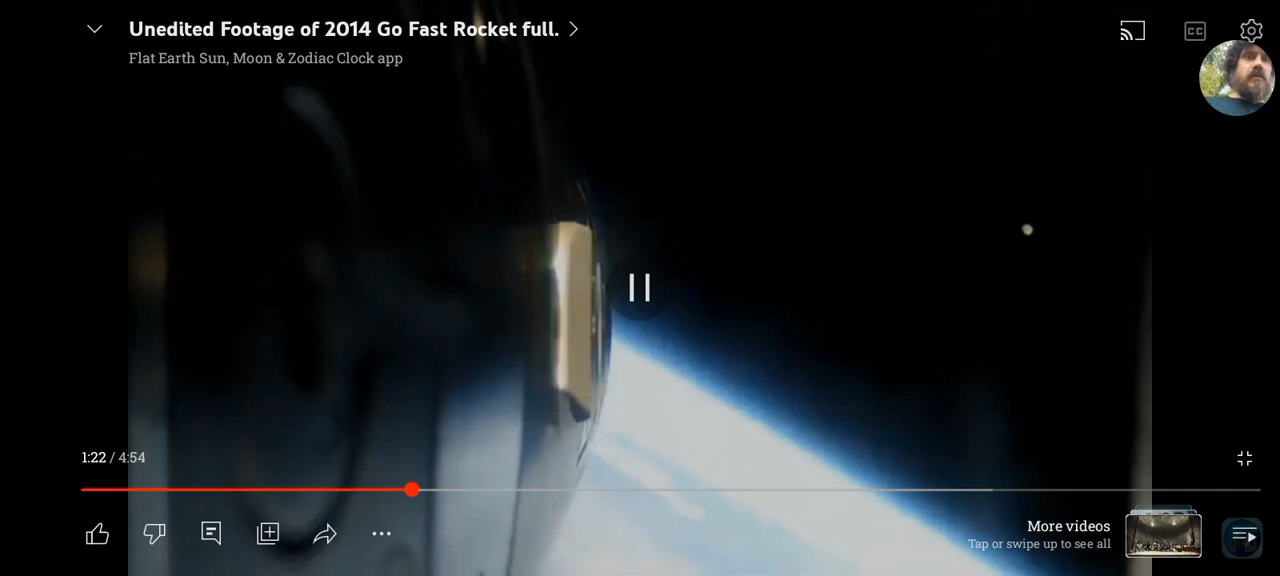 Unedited Footage of 2014 Go Fast Rocket full.
Flat Earth Sun, Moon & Zodiac Clock app
CC
1:22 / 4:54
More videos
Tap or swipe up to see all